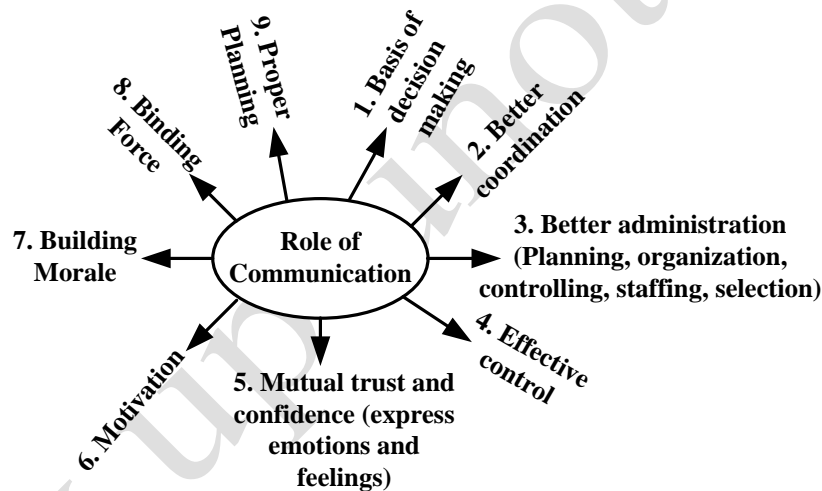 Role of
Communication
1. Basis of
decision
making
2. Better
coordination
3. Better administration
(Planning, organization,
controlling, staffing, selection)
4. Effective
control
5. Mutual trust and
confidence (express
emotions and
feelings)
6. Motivation
7. Building
Morale
8. Binding
Force
9. Proper
Planning